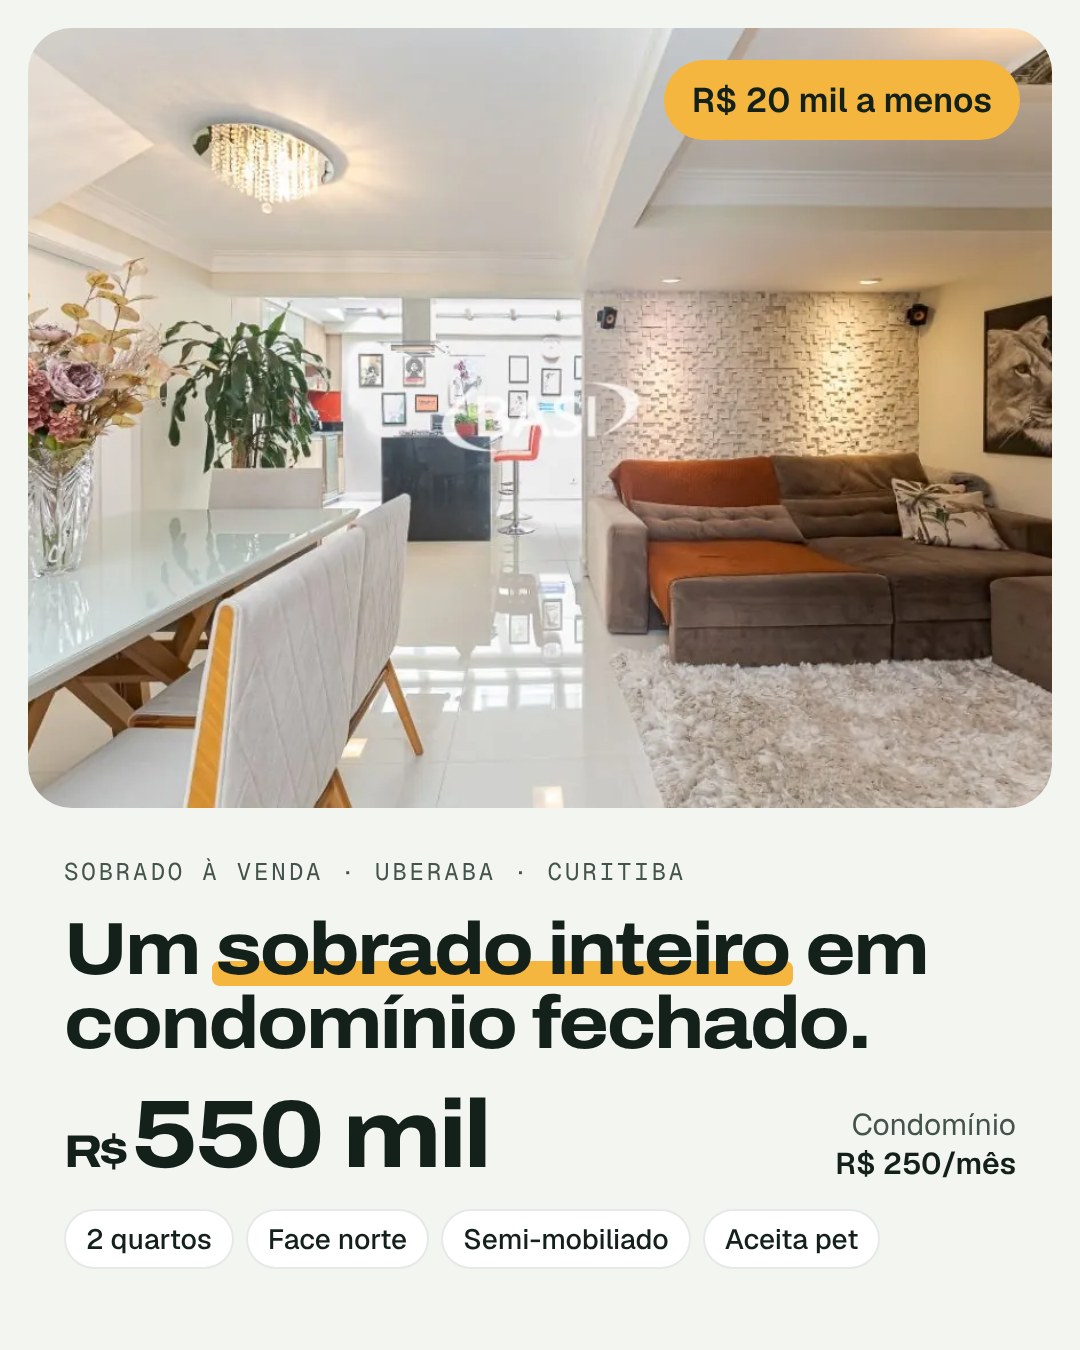 R$ 20 mil a menos
BASI
SOBRADO À VENDA · UBERABA · CURITIBA
Um sobrado inteiro em
condomínio fechado.
R$ 550 mil
Condomínio
R$ 250/mês
2 quartos
Face norte
Semi-mobiliado
Aceita pet